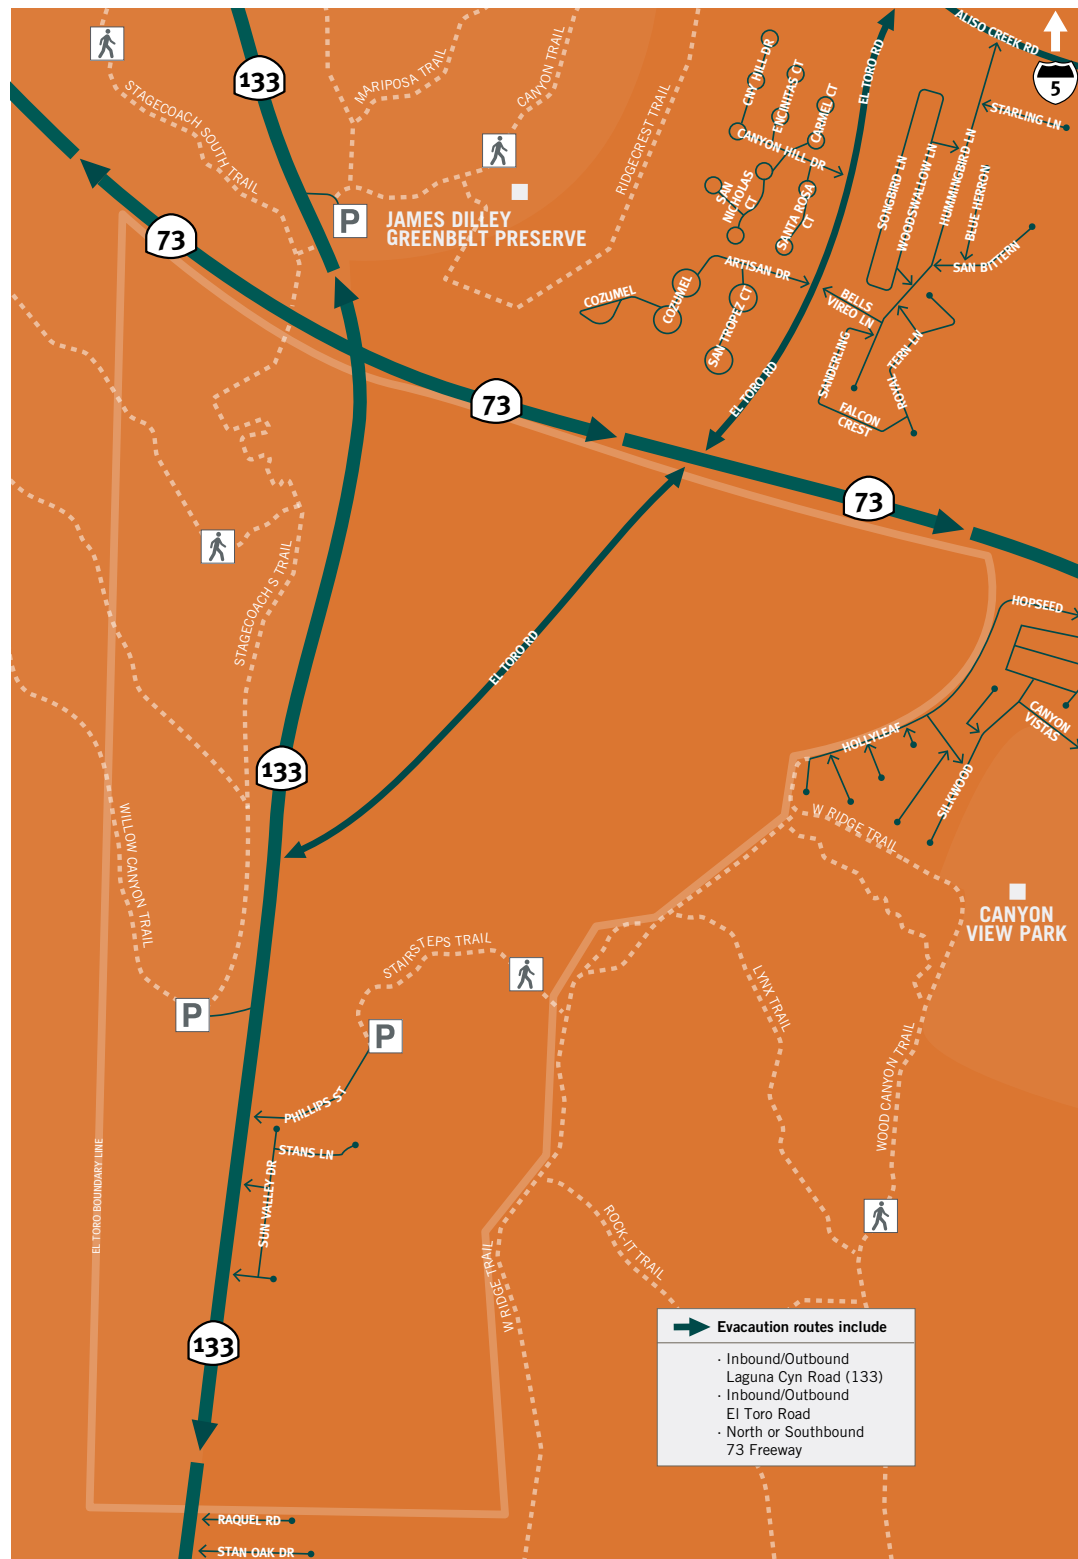 ALISO CREEK RD
5
133
STAGECOACH SOUTH TRAIL
MARIPOSA TRAIL
CANYON TRAIL
RIDGECREST TRAIL
CNY HILL DR
ENCINITAS CT
CARMEL CT
EL TORO RD
STARLING LN
CANYON HILL DR
SONGBIRD LN
WOODSWALLOW LN
HUMMINGBIRD LN
BLUE HERRON
SAN
NICHOLAS
CT
SANTA ROSA
CT
P
JAMES DILLEY
GREENBELT PRESERVE
73
SAN BITTERN
ARTISAN DR
COZUMEL
COZUMEL
SAN TROPEZ CT
BELLS
VIREO LN
SANDERLING
ROYAL TERN LN
FALCON
CREST
EL TORO RD
73
73
STAGECOACH S TRAIL
HOPSEED
EL TORO RD
CANYON
VISTAS
HOLLYLEAF
SILKWOOD
133
W RIDGE TRAIL
WILLOW CANYON TRAIL
CANYON
VIEW PARK
STAIRSTEPS TRAIL
LYNX TRAIL
P
P
WOOD CANYON TRAIL
PHILLIPS ST
STANS LN
SUN VALLEY DR
EL TORO BOUNDARY LINE
ROCK-IT TRAIL
W RIDGE TRAIL
133
Evacaution routes include
· Inbound/Outbound
Laguna Cyn Road (133)
· Inbound/Outbound
El Toro Road
· North or Southbound
73 Freeway
RAQUEL RD
STAN OAK DR